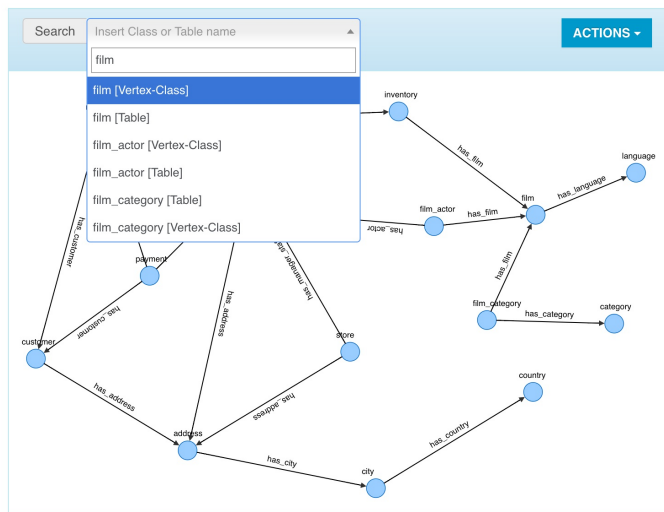 Search
Insert Class or Table name
ACTIONS
film
film [Vertex-Class]
film [Table]
film_actor [Vertex-Class]
film_actor [Table]
film_category [Table]
film_category [Vertex-Class]
inventory
has_film
language
has_language
film
film_actor
has_film
has_actor
has_customer
has_film
payment
has_manager_staff
has_address
film_category
has_category
category
has_customer
customer
store
country
has_address
has_address
address
has_country
has_city
city